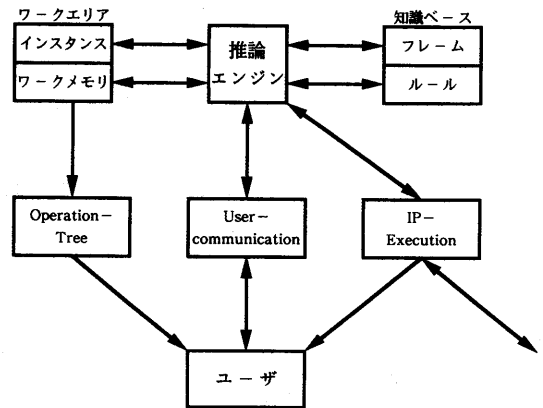 ワークエリア
インスタンス
ワークメモリ
推論
エンジン
知識ベース
フレーム
ルール
Operation-
Tree
User-
communication
IP-
Execution
ユーザ